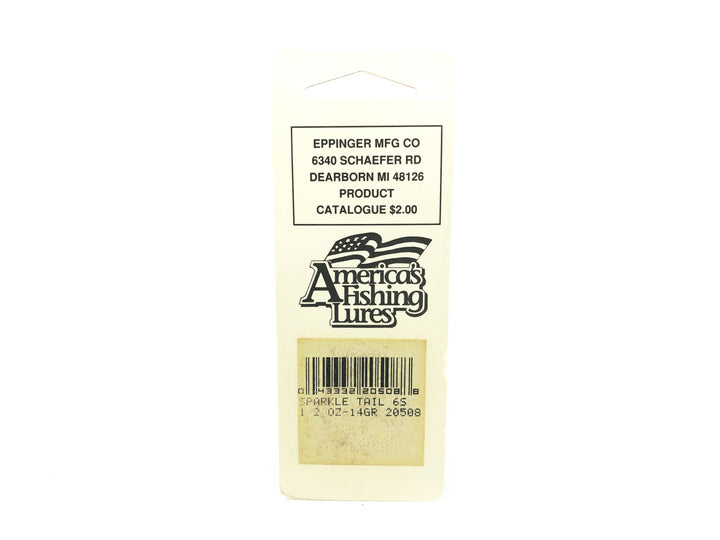 EPPINGER MFG CO
6340 SCHAEFER RD
DEARBORN MI 48126
PRODUCT
CATALOGUE $2.00
America's
Fishing
Lures
0 43332 20508 8
SPARKLE TAIL 6S
1 2 OZ-14GR 20508